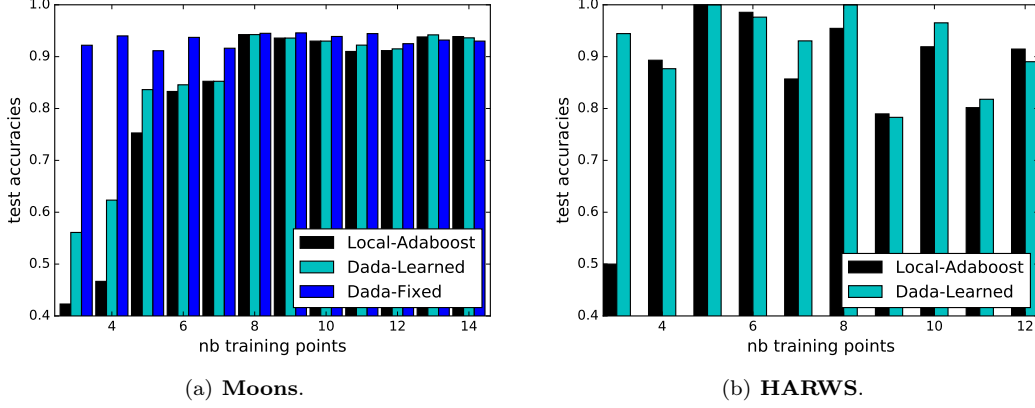 1.0
0.9
0.8
0.7
0.6
0.5
0.4
test accuracies
4 6 8 10 12 14
nb training points
Local-Adaboost
Dada-Learned
Dada-Fixed
(a) Moons.
1.0
0.9
0.8
0.7
0.6
0.5
0.4
test accuracies
4 6 8 10 12
nb training points
Local-Adaboost
Dada-Learned
(b) HARWS.